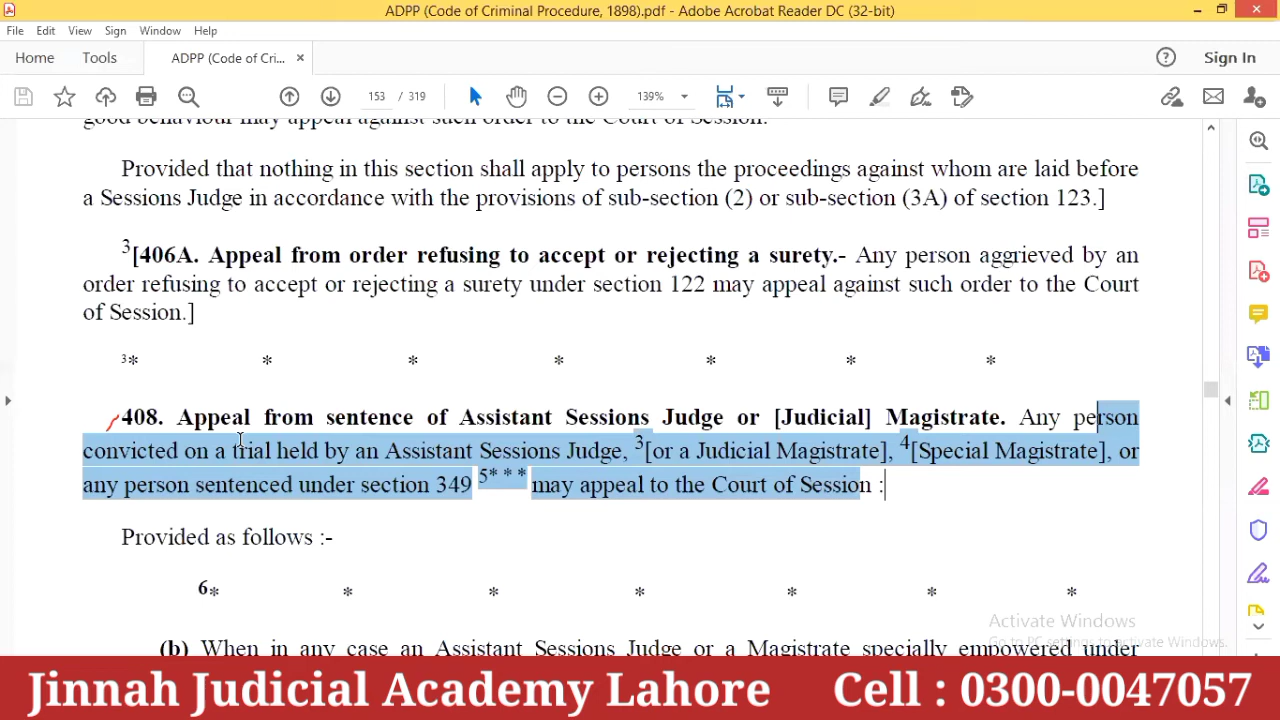 ADPP (Code of Criminal Procedure, 1898).pdf - Adobe Acrobat Reader DC (32-bit)
File Edit View Sign Window Help
Home Tools ADPP (Code of Cri... × Sign In
153 / 319 139%
good behaviour may appeal against such order to the Court of Session.
Provided that nothing in this section shall apply to persons the proceedings against whom are laid before
a Sessions Judge in accordance with the provisions of sub-section (2) or sub-section (3A) of section 123.]
3[406A. Appeal from order refusing to accept or rejecting a surety.- Any person aggrieved by an
order refusing to accept or rejecting a surety under section 122 may appeal against such order to the Court
of Session.]
3* * * * * * *
408. Appeal from sentence of Assistant Sessions Judge or [Judicial] Magistrate. Any person
convicted on a trial held by an Assistant Sessions Judge, 3[or a Judicial Magistrate], 4[Special Magistrate], or
any person sentenced under section 349 5* * * may appeal to the Court of Session :
Provided as follows :-
6* * * * * * *
(b) When in any case an Assistant Sessions Judge or a Magistrate specially empowered under
Activate Windows
Go to PC settings to activate Windows.
Jinnah Judicial Academy Lahore Cell : 0300-0047057